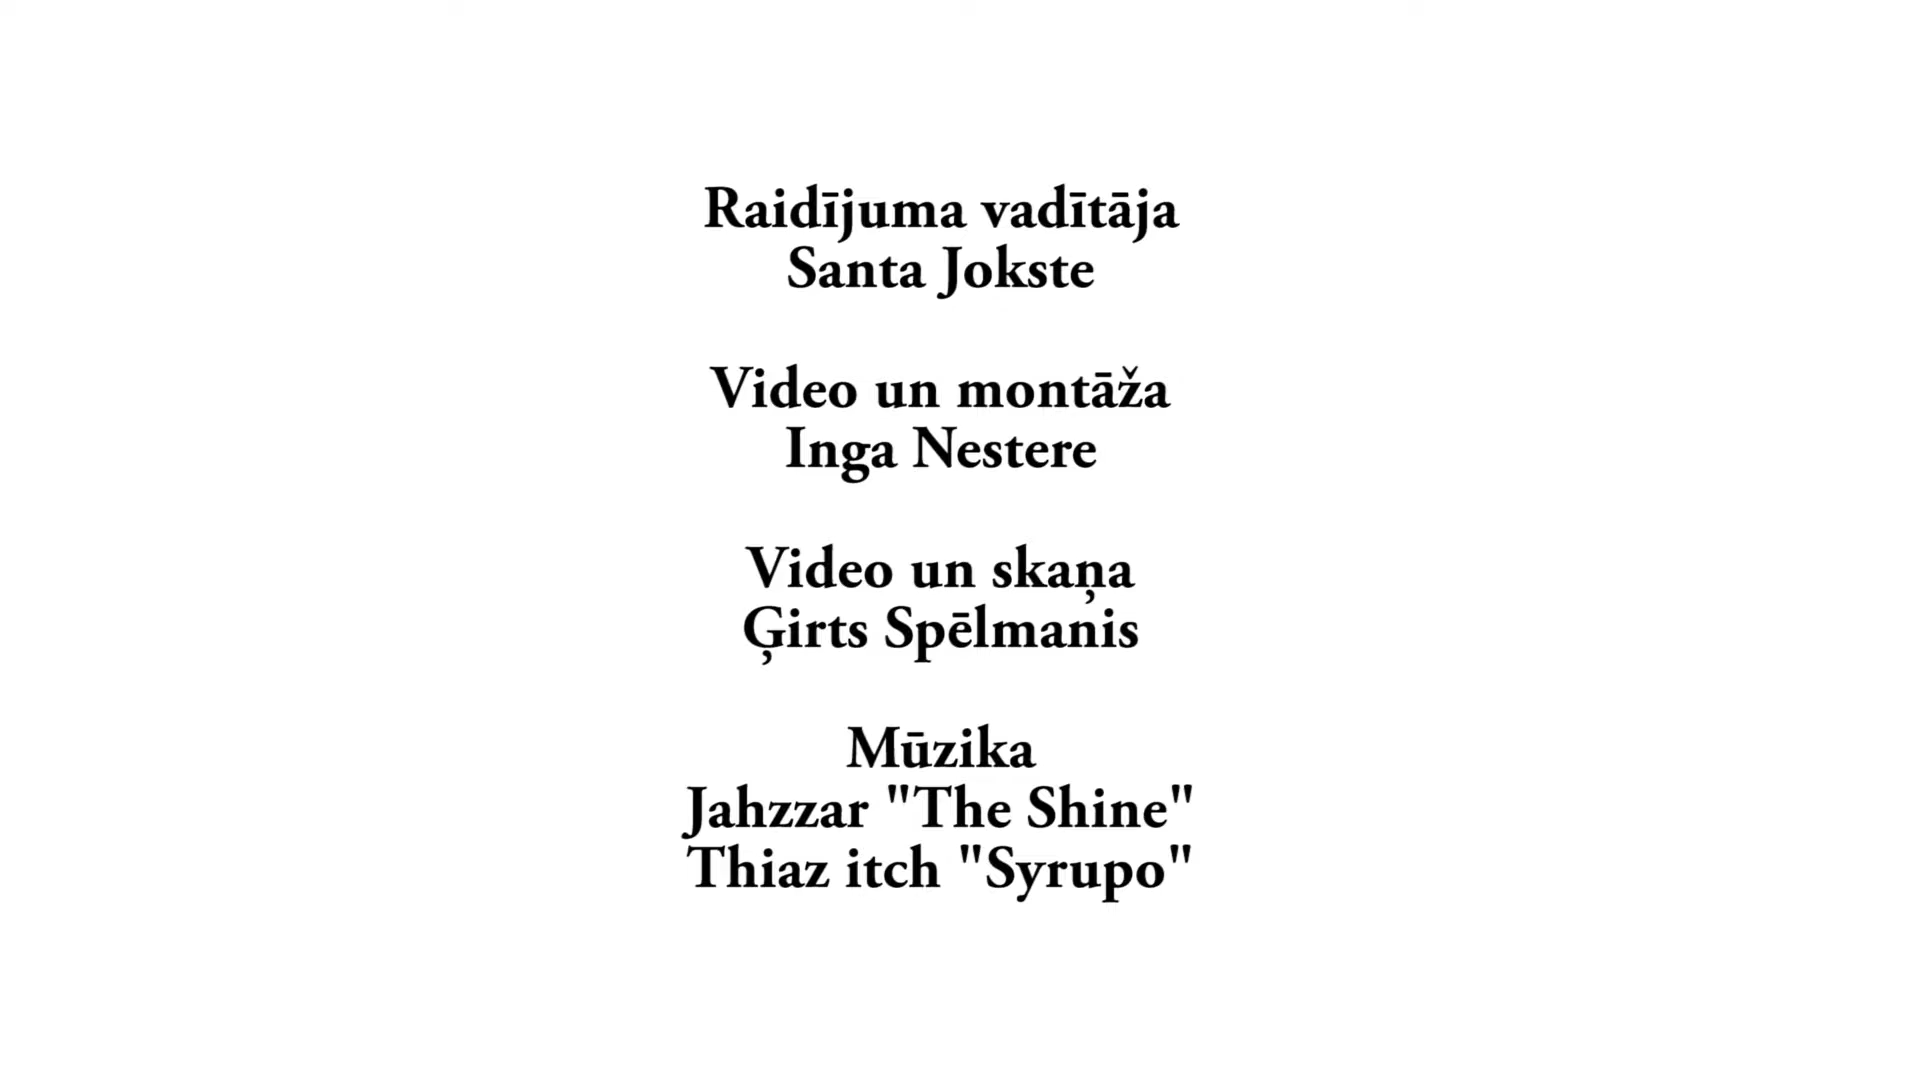 Raidījuma vadītāja
Santa Jokste
Video un montāža
Inga Nestere
Video un skaņa
Ģirts Spēlmanis
Mūzika
Jahzzar "The Shine"
Thiaz itch "Syrupo"